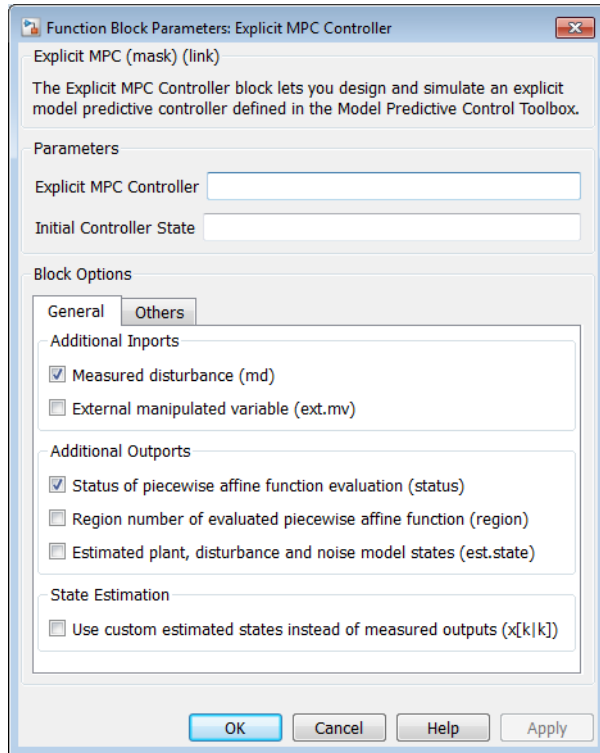 Function Block Parameters: Explicit MPC Controller
Explicit MPC (mask) (link)
The Explicit MPC Controller block lets you design and simulate an explicit
model predictive controller defined in the Model Predictive Control Toolbox.
Parameters
Explicit MPC Controller
Initial Controller State
Block Options
General Others
Additional Inports
Measured disturbance (md)
External manipulated variable (ext.mv)
Additional Outports
Status of piecewise affine function evaluation (status)
Region number of evaluated piecewise affine function (region)
Estimated plant, disturbance and noise model states (est.state)
State Estimation
Use custom estimated states instead of measured outputs (x[k|k])
OK Cancel Help Apply